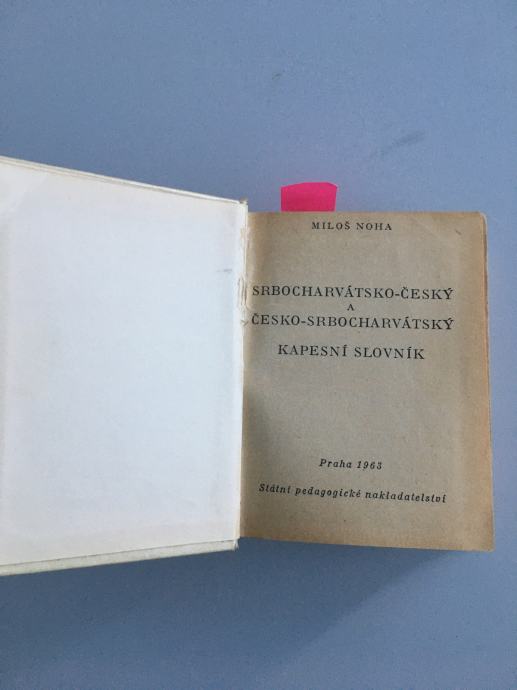 MILOŠ NOHA
SRBOCHARVÁTSKO-ČESKÝ
A
ČESKO-SRBOCHARVÁTSKÝ
KAPESNÍ SLOVNÍK
Praha 1963
Státní pedagogické nakladatelství